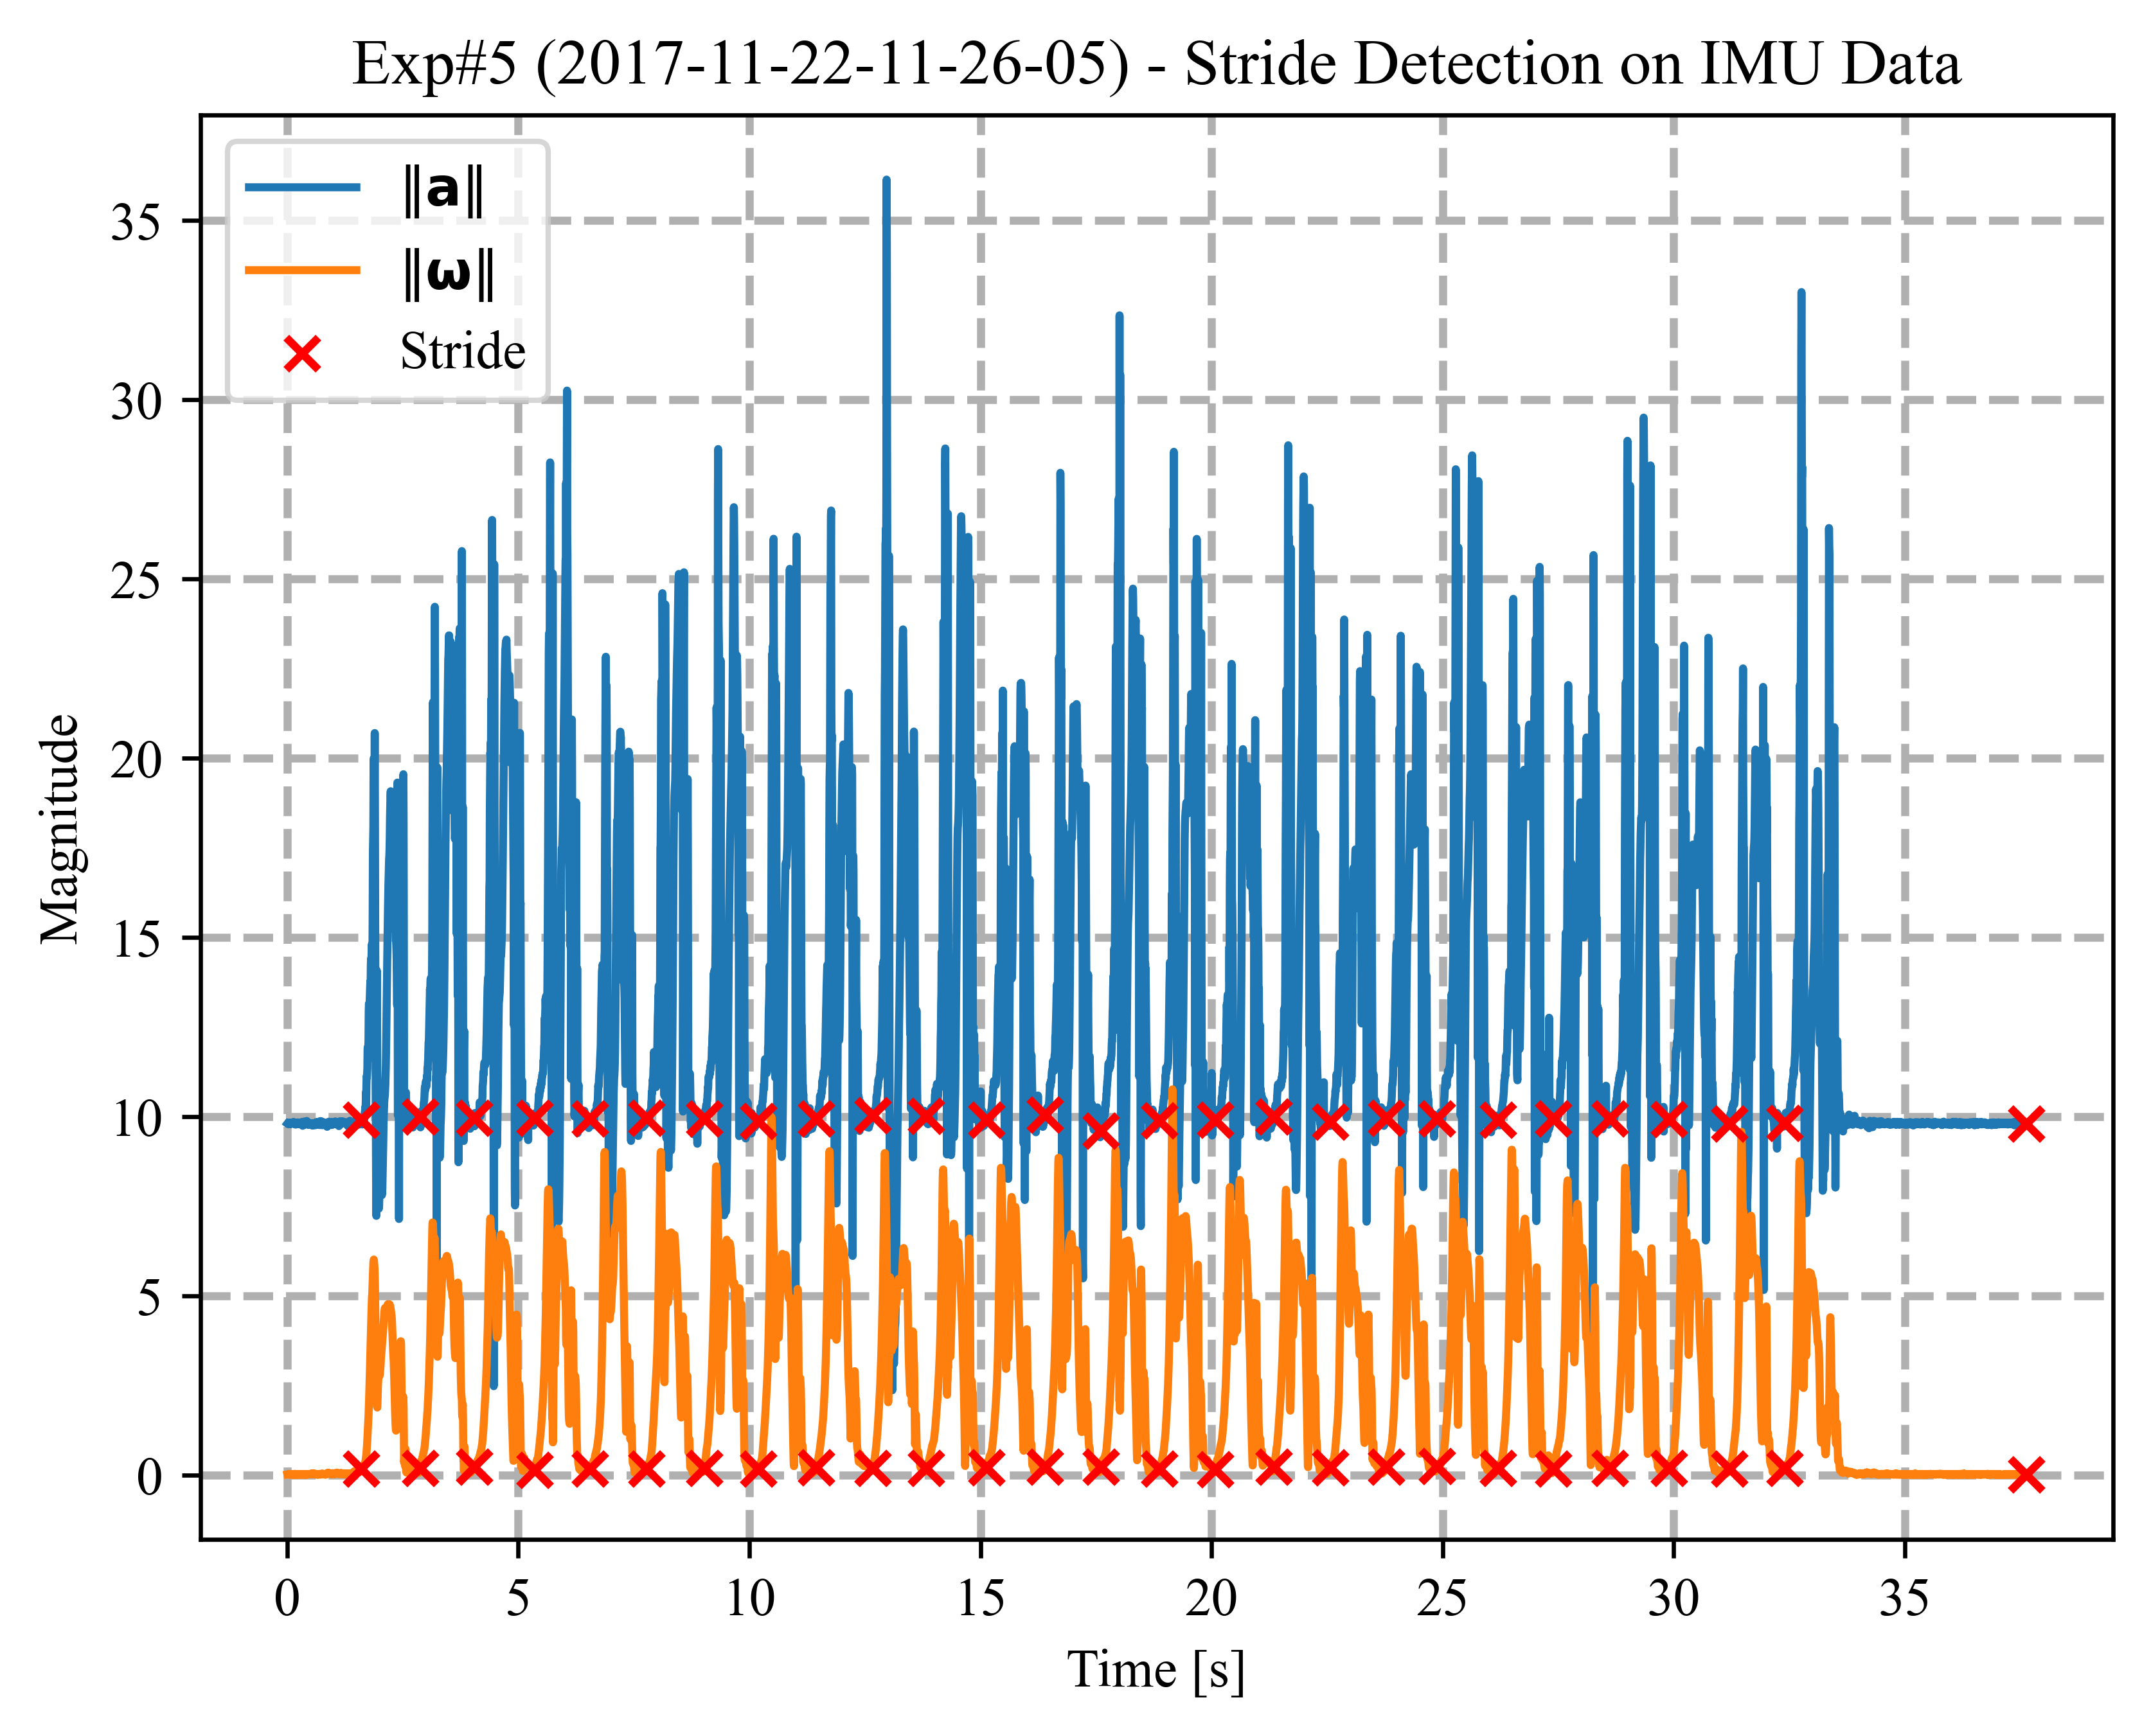 Exp#5 (2017-11-22-11-26-05) - Stride Detection on IMU Data
‖a‖
‖ω‖
Stride
35
30
25
20
15
10
5
0
Magnitude
0 5 10 15 20 25 30 35
Time [s]